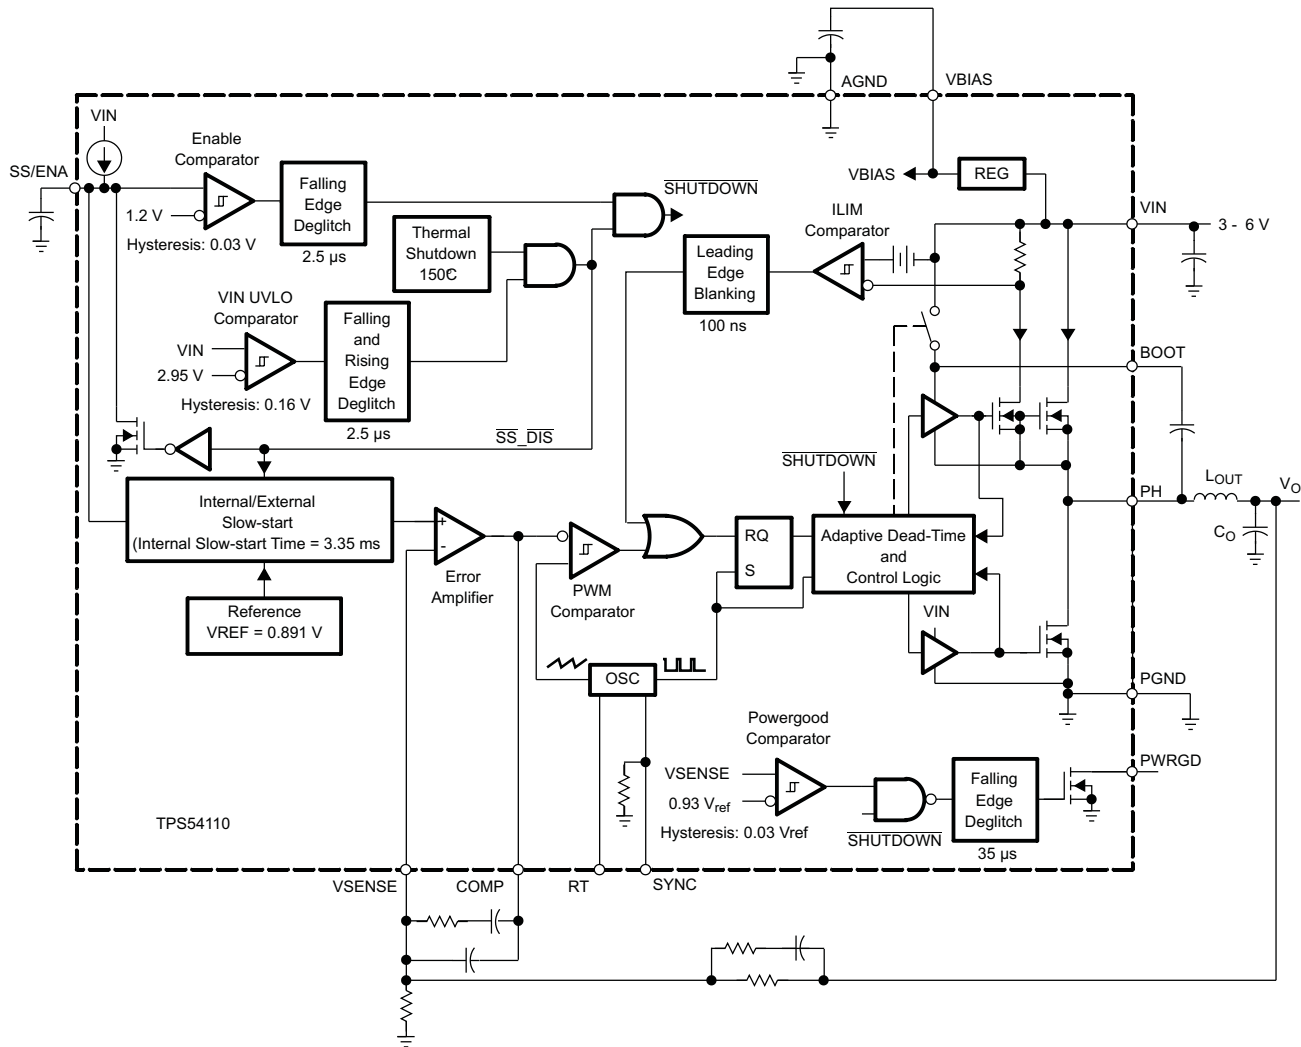 AGND
VBIAS
VIN
SS/ENA
Enable
Comparator
1.2 V
Hysteresis: 0.03 V
Falling
Edge
Deglitch
2.5 μs
SHUTDOWN
VBIAS
REG
VIN
3 - 6 V
ILIM
Comparator
Thermal
Shutdown
150°C
Leading
Edge
Blanking
100 ns
VIN UVLO
Comparator
VIN
2.95 V
Hysteresis: 0.16 V
Falling
and
Rising
Edge
Deglitch
2.5 μs
BOOT
SS_DIS
SHUTDOWN
Internal/External
Slow-start
(Internal Slow-start Time = 3.35 ms
Reference
VREF = 0.891 V
+
-
Error
Amplifier
PWM
Comparator
RQ
S
Adaptive Dead-Time
and
Control Logic
PH
LOUT
VO
CO
VIN
OSC
PGND
Powergood
Comparator
VSENSE
0.93 Vref
Hysteresis: 0.03 Vref
SHUTDOWN
Falling
Edge
Deglitch
35 μs
PWRGD
TPS54110
VSENSE
COMP
RT
SYNC